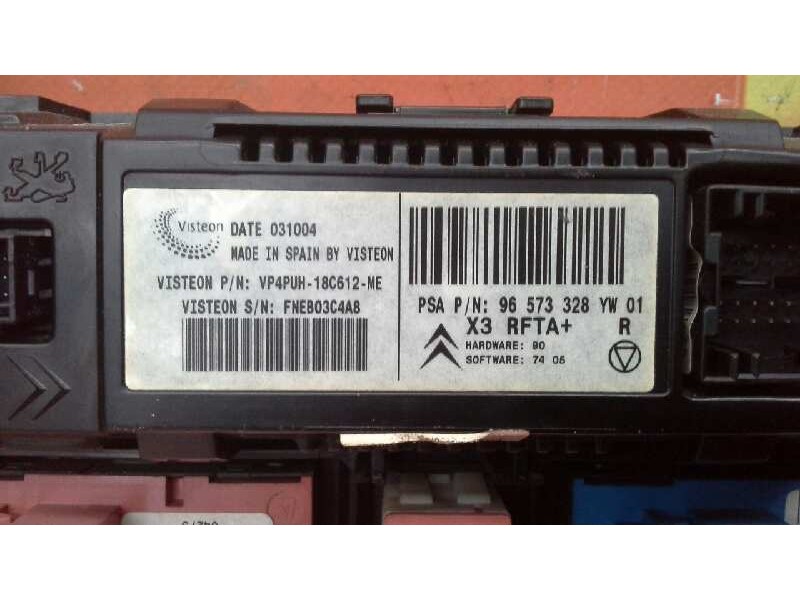 Visteon
DATE 031004
MADE IN SPAIN BY VISTEON
VISTEON P/N: VP4PUH-18C612-ME
VISTEON S/N: FNEB03C4A8
PSA P/N: 96 573 328 YW 01
X3 RFTA+ R
HARDWARE: 90
SOFTWARE: 74 05